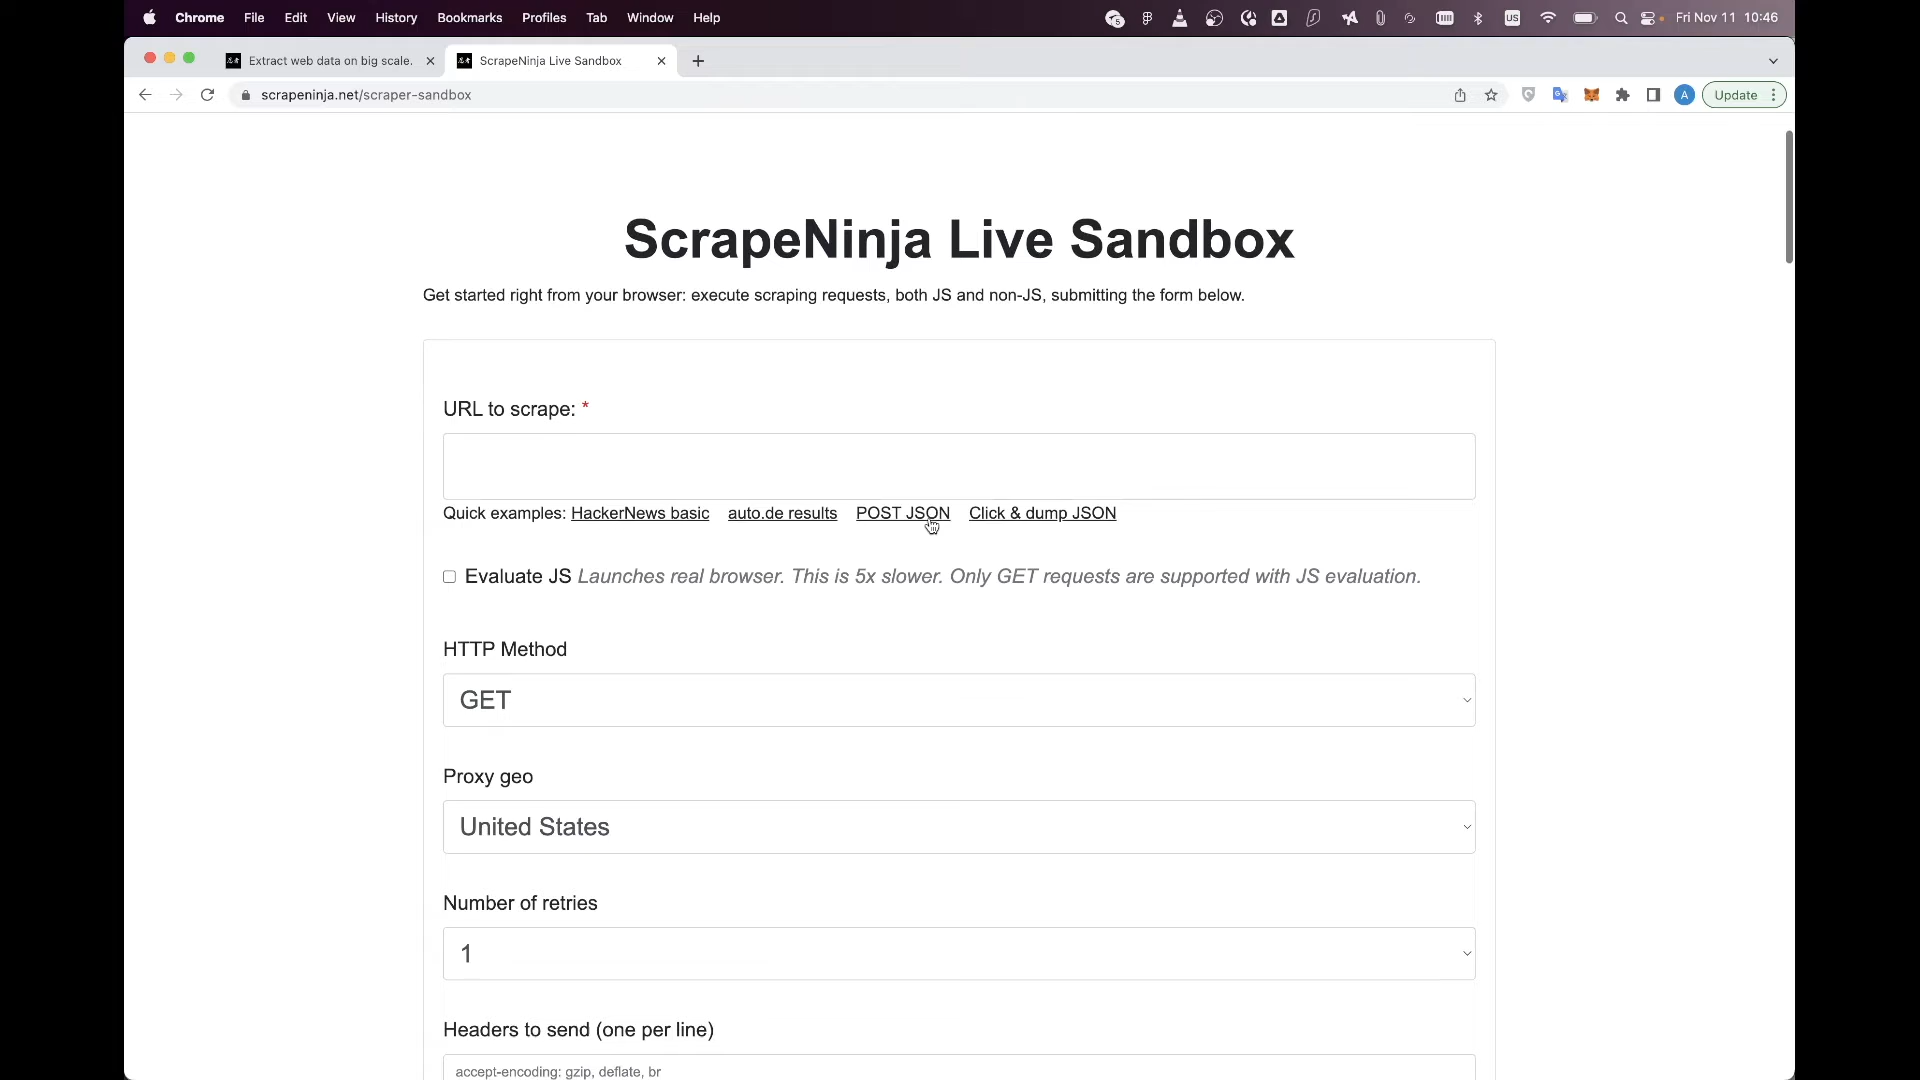 Chrome File Edit View History Bookmarks Profiles Tab Window Help US Fri Nov 11 10:46
Extract web data on big scale. ScrapeNinja Live Sandbox
scrapeninja.net/scraper-sandbox A Update
ScrapeNinja Live Sandbox
Get started right from your browser: execute scraping requests, both JS and non-JS, submitting the form below.
URL to scrape: *
Quick examples: HackerNews basic auto.de results POST JSON Click & dump JSON
Evaluate JS Launches real browser. This is 5x slower. Only GET requests are supported with JS evaluation.
HTTP Method
GET
Proxy geo
United States
Number of retries
1
Headers to send (one per line)
accept-encoding: gzip, deflate, br